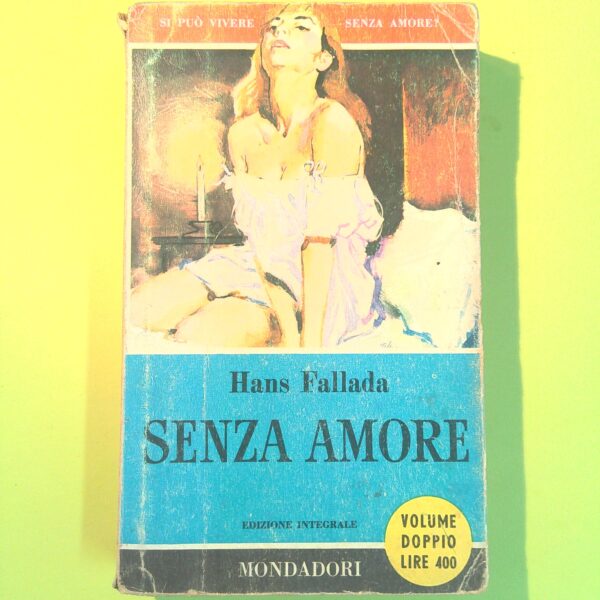 SI PUÒ VIVERE SENZA AMORE?
Hans Fallada
SENZA AMORE
EDIZIONE INTEGRALE
VOLUME
DOPPIO
LIRE 400
MONDADORI